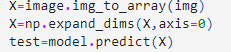 X=image.img_to_array(img)
X=np.expand_dims(X,axis=0)
test=model.predict(X)